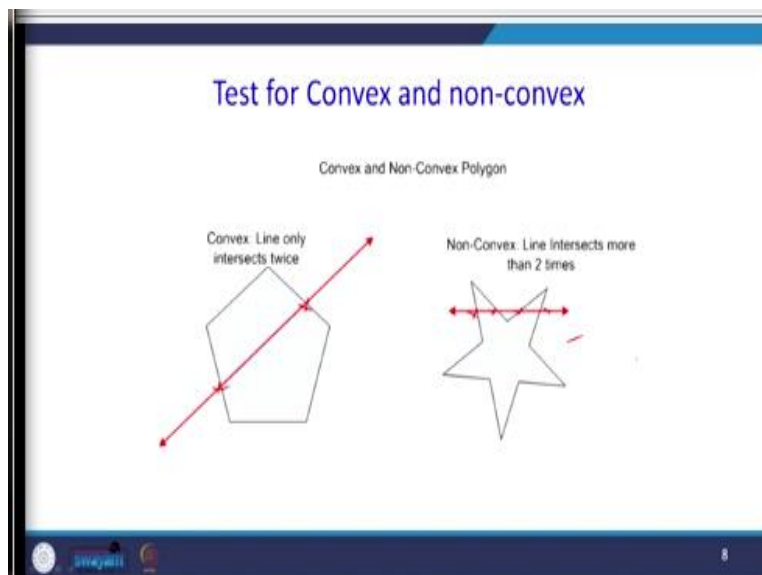 Test for Convex and non-convex
Convex and Non-Convex Polygon
Convex: Line only
intersects twice
Non-Convex: Line Intersects more
than 2 times
swayam
8